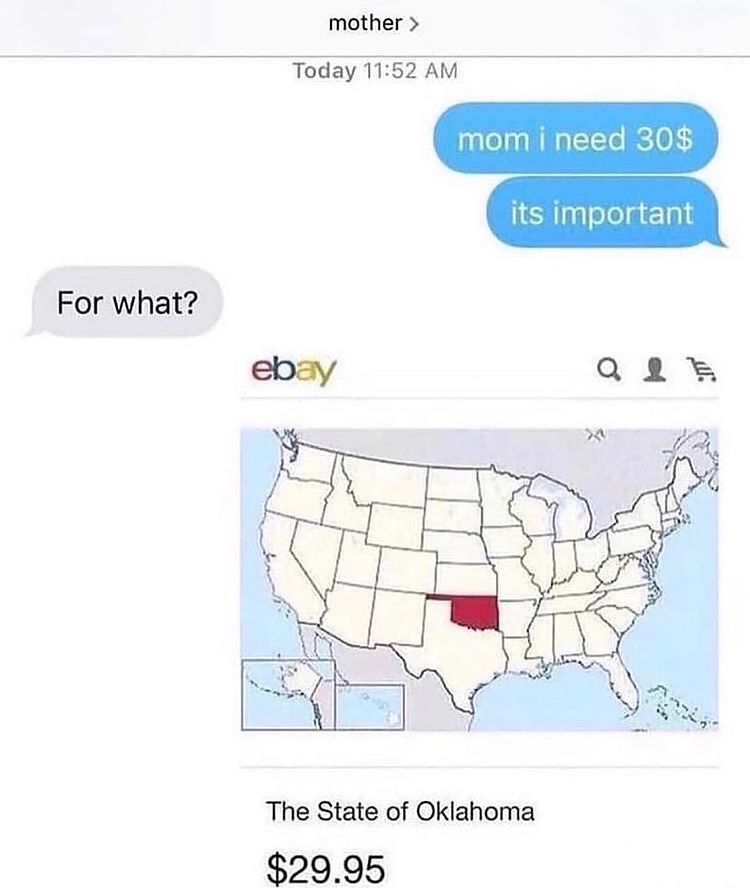 mother >
Today 11:52 AM
mom i need 30$
its important
For what?
ebay
The State of Oklahoma
$29.95